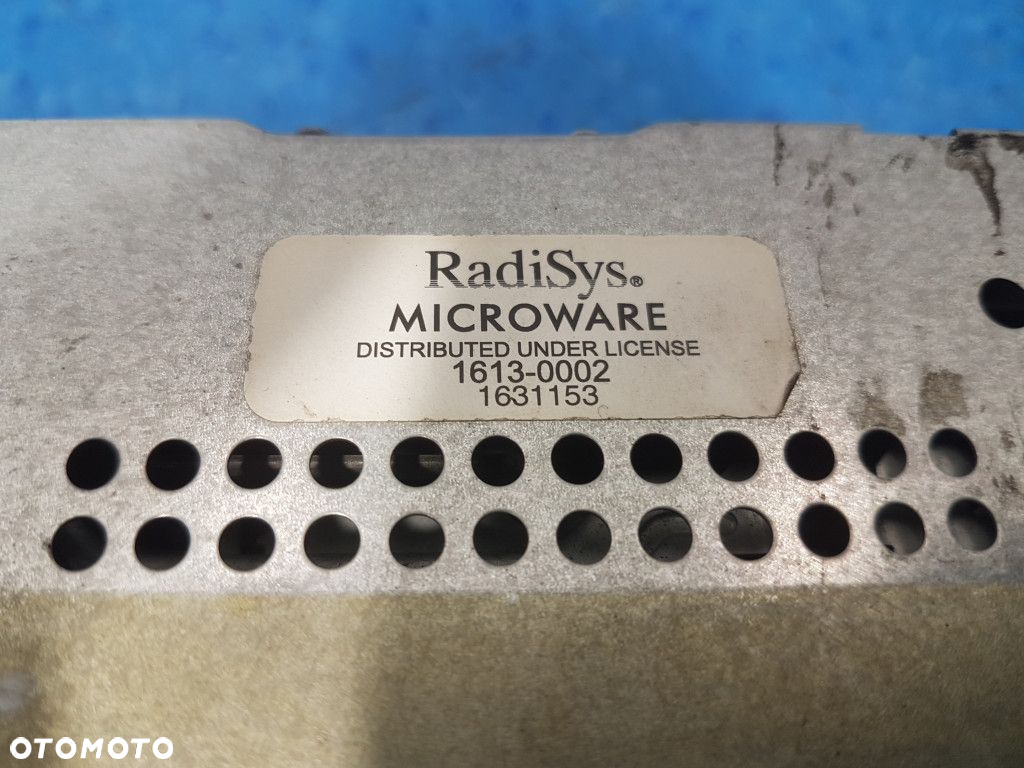 RadiSys®
MICROWARE
DISTRIBUTED UNDER LICENSE
1613-0002
1631153
OTOMOTO